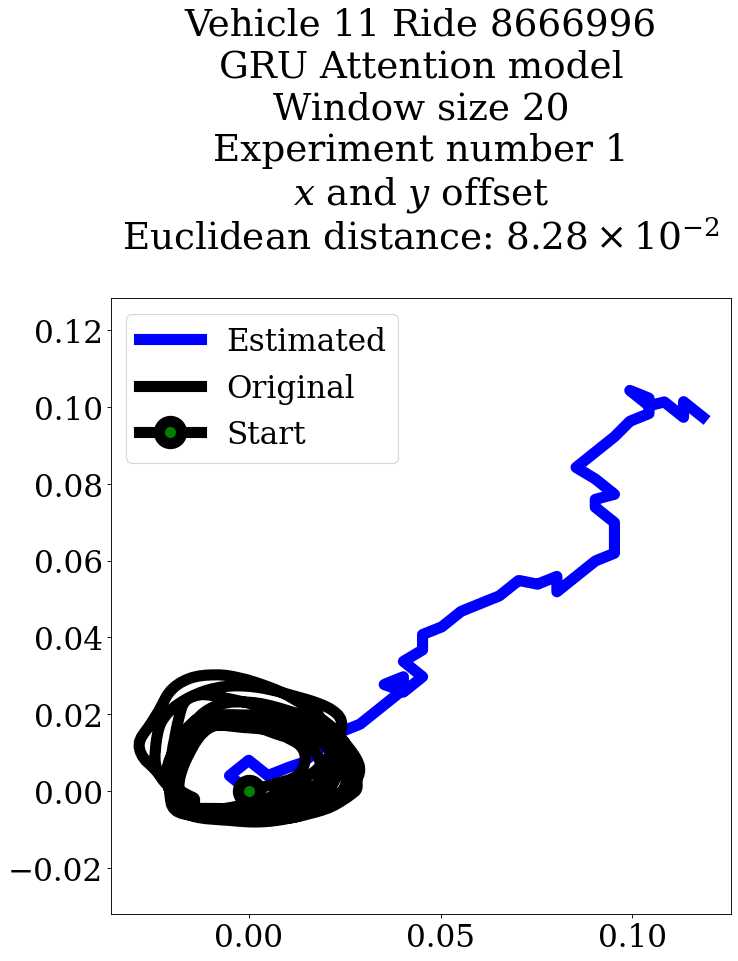 Vehicle 11 Ride 8666996
GRU Attention model
Window size 20
Experiment number 1
x and y offset
Euclidean distance: 8.28 × 10⁻²
Estimated
Original
Start
0.12
0.10
0.08
0.06
0.04
0.02
0.00
−0.02
0.00 0.05 0.10